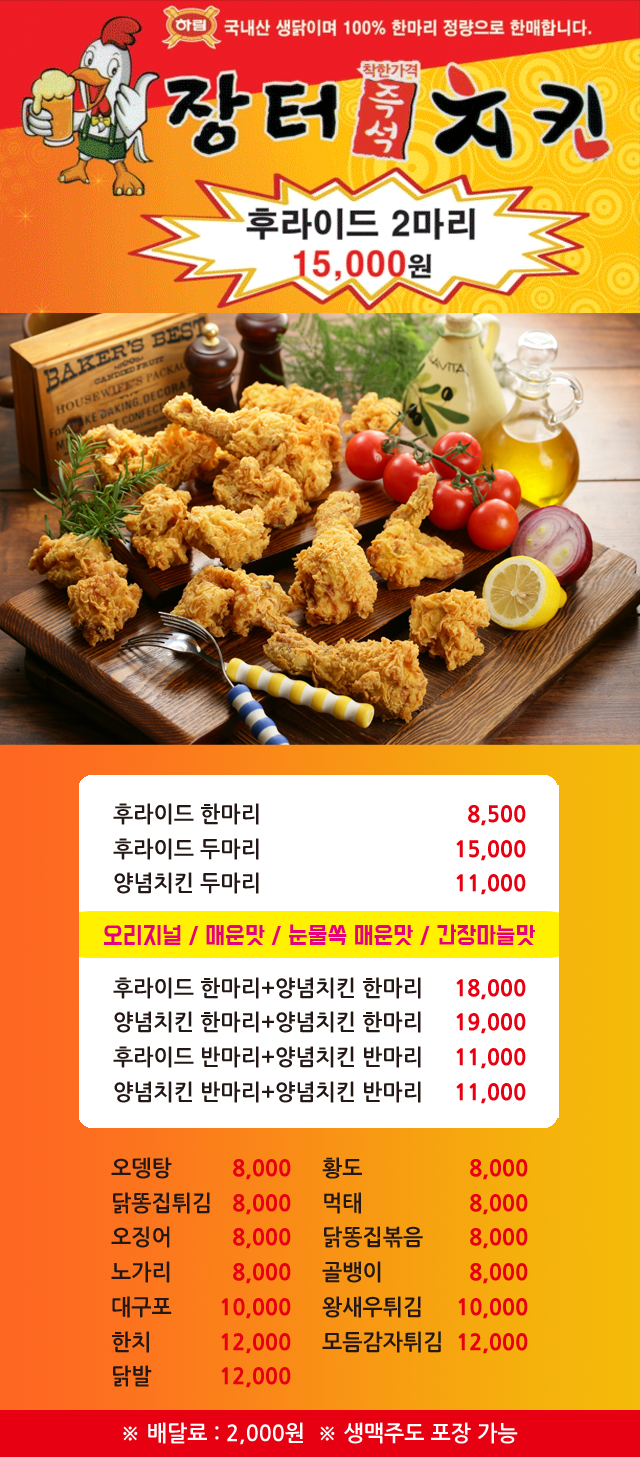 하림 국내산 생닭이며 100% 한마리 정량으로 한매합니다.
착한가격
장터 즉석 치킨
후라이드 2마리
15,000원
BAKER'S BEST
CANDIED FRUIT
HOUSEWIFE'S PACKAG
후라이드 한마리 8,500
후라이드 두마리 15,000
양념치킨 두마리 11,000
오리지널 / 매운맛 / 눈물쏙 매운맛 / 간장마늘맛
후라이드 한마리+양념치킨 한마리 18,000
양념치킨 한마리+양념치킨 한마리 19,000
후라이드 반마리+양념치킨 반마리 11,000
양념치킨 반마리+양념치킨 반마리 11,000
오뎅탕 8,000 황도 8,000
닭똥집튀김 8,000 먹태 8,000
오징어 8,000 닭똥집볶음 8,000
노가리 8,000 골뱅이 8,000
대구포 10,000 왕새우튀김 10,000
한치 12,000 모듬감자튀김 12,000
닭발 12,000
※ 배달료 : 2,000원 ※ 생맥주도 포장 가능